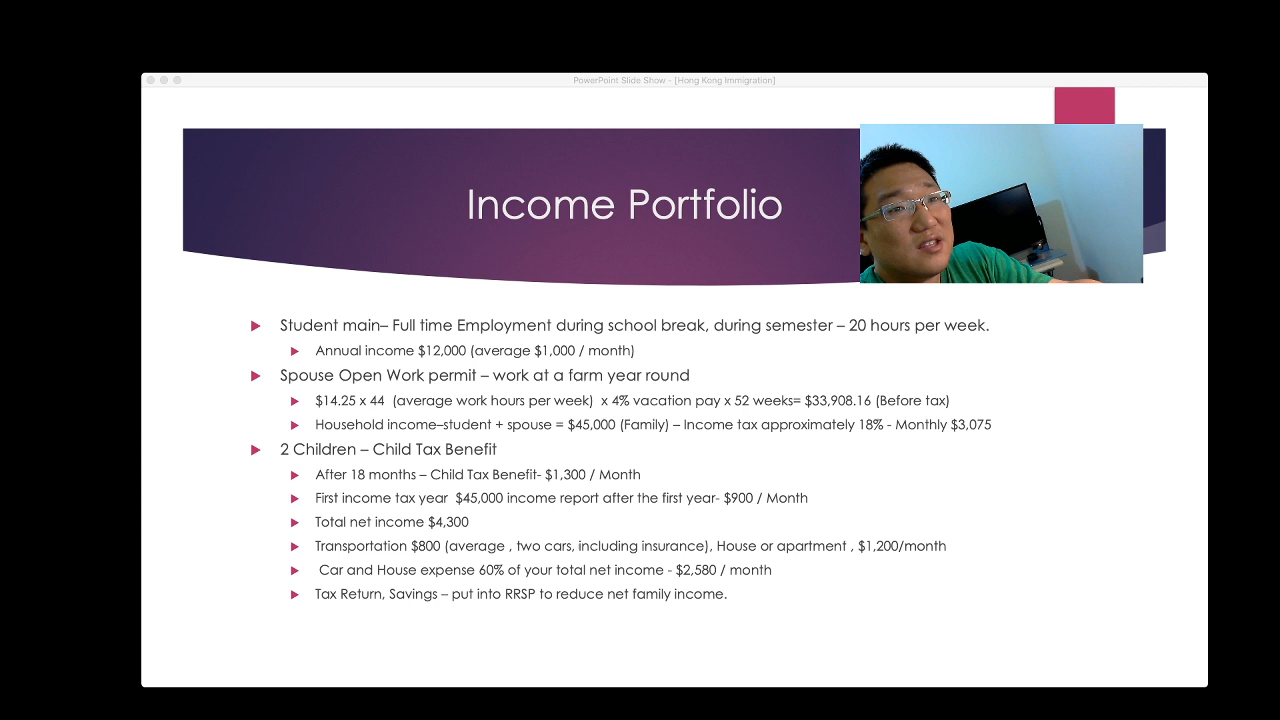 PowerPoint Slide Show - [Hong Kong Immigration]
Income Portfolio
Student main– Full time Employment during school break, during semester – 20 hours per week.
Annual income $12,000 (average $1,000 / month)
Spouse Open Work permit – work at a farm year round
$14.25 x 44 (average work hours per week) x 4% vacation pay x 52 weeks= $33,908.16 (Before tax)
Household income–student + spouse = $45,000 (Family) – Income tax approximately 18% - Monthly $3,075
2 Children – Child Tax Benefit
After 18 months – Child Tax Benefit- $1,300 / Month
First income tax year $45,000 income report after the first year- $900 / Month
Total net income $4,300
Transportation $800 (average , two cars, including insurance), House or apartment , $1,200/month
Car and House expense 60% of your total net income - $2,580 / month
Tax Return, Savings – put into RRSP to reduce net family income.